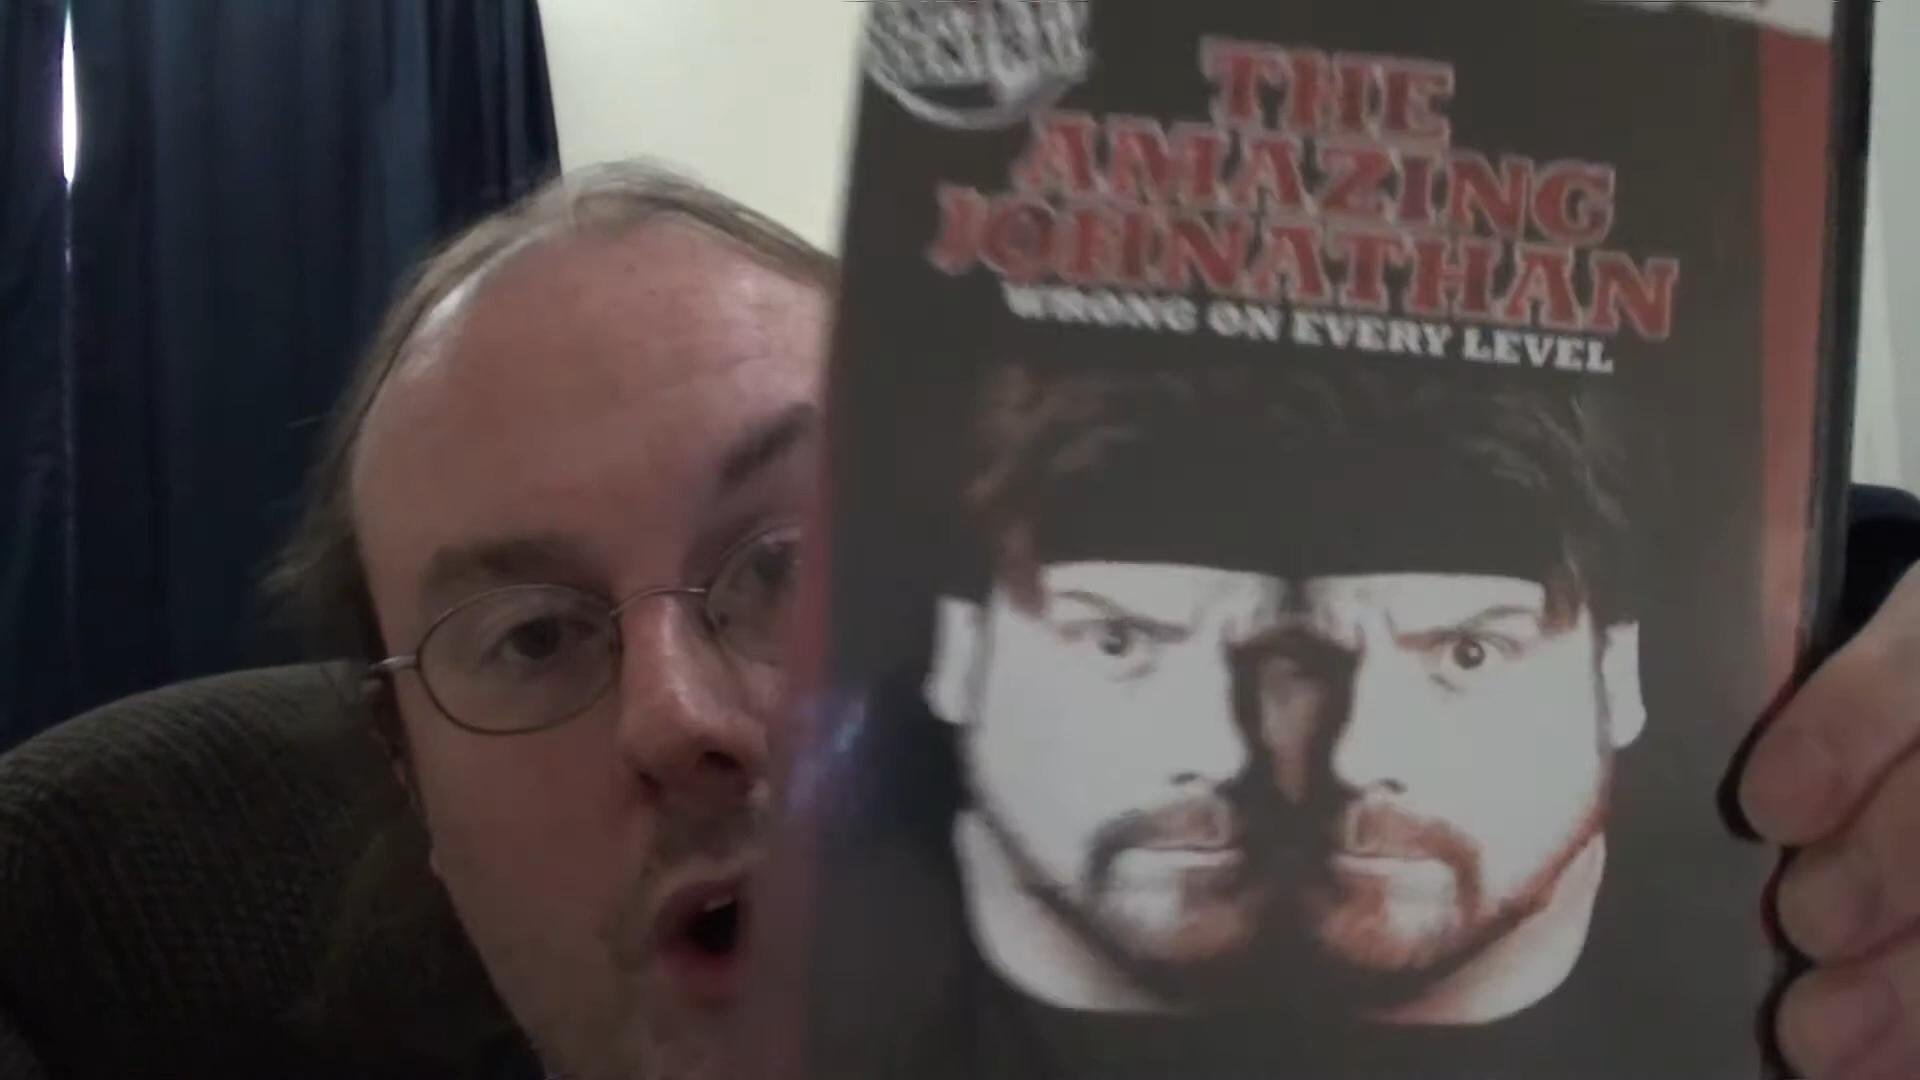 THE
AMAZING
JOHNATHAN
WRONG ON EVERY LEVEL